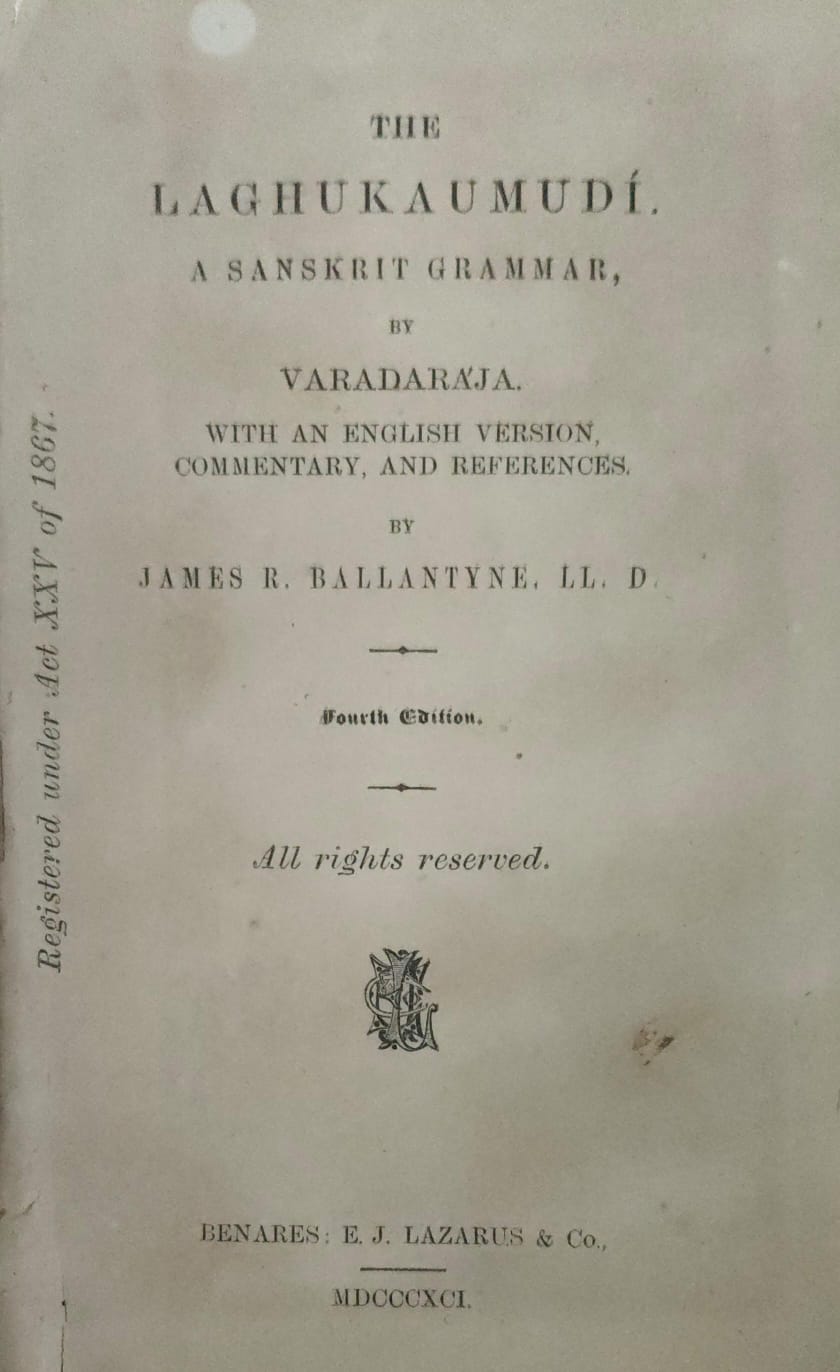 THE
LAGHUKAUMUDÍ.
A SANSKRIT GRAMMAR,
BY
VARADARÁJA.
WITH AN ENGLISH VERSION,
COMMENTARY, AND REFERENCES.
BY
JAMES R. BALLANTYNE, LL. D.
Fourth Edition.
All rights reserved.
BENARES: E. J. LAZARUS & Co.,
MDCCCXCI.
Registered under Act XXV of 1867.